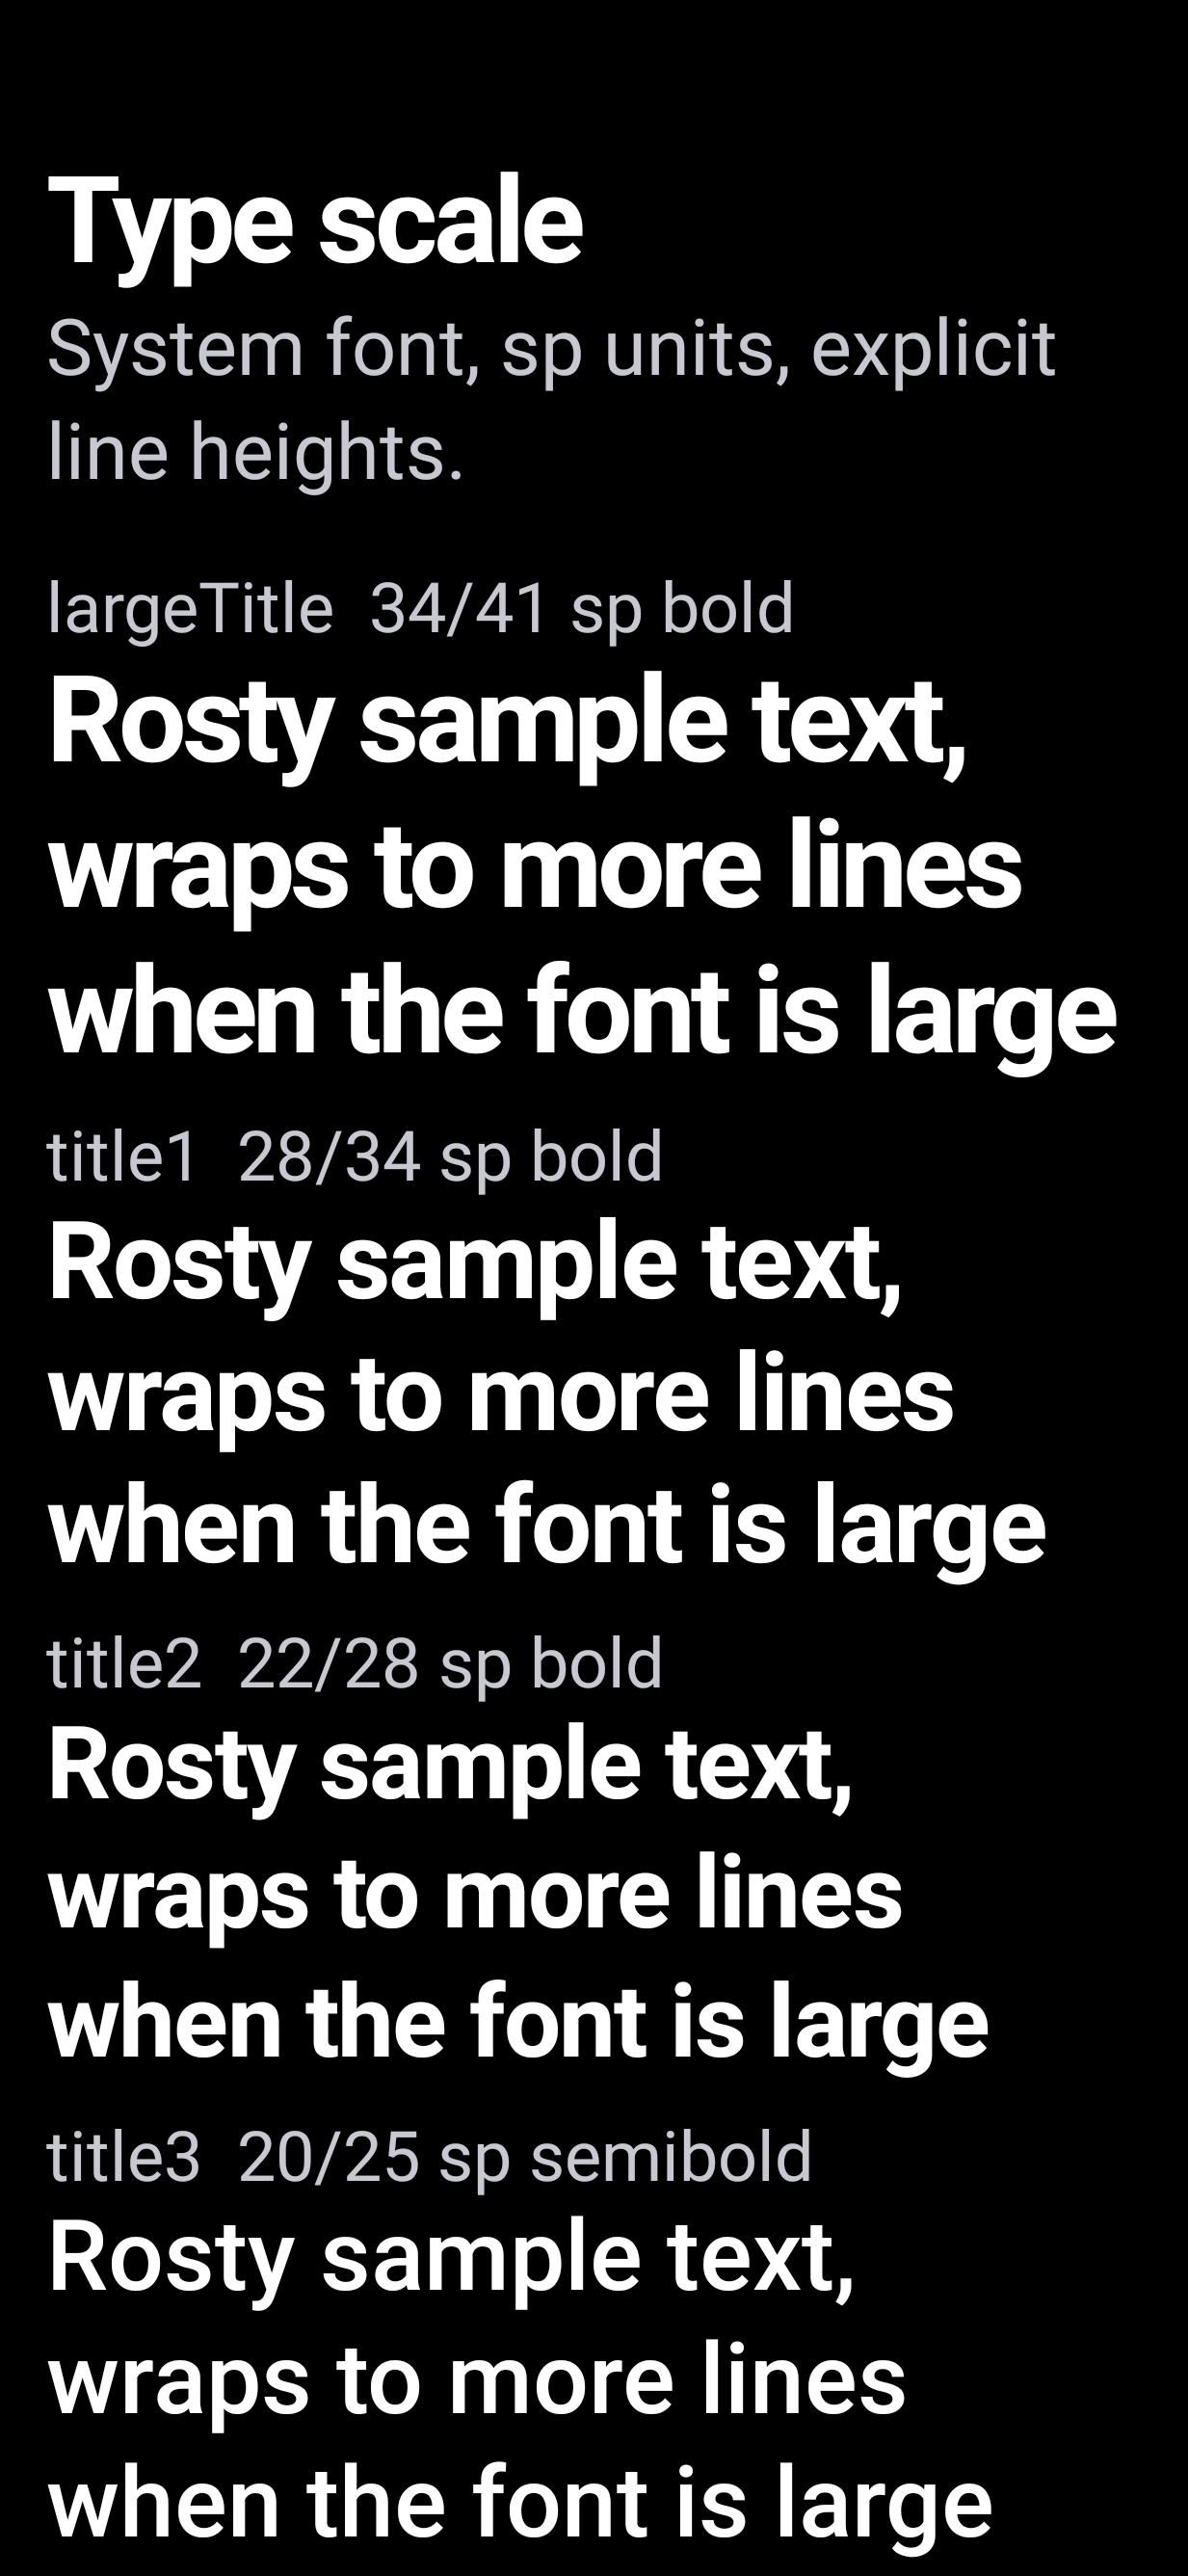 Type scale
System font, sp units, explicit
line heights.
largeTitle  34/41 sp bold
Rosty sample text,
wraps to more lines
when the font is large
title1  28/34 sp bold
Rosty sample text,
wraps to more lines
when the font is large
title2  22/28 sp bold
Rosty sample text,
wraps to more lines
when the font is large
title3  20/25 sp semibold
Rosty sample text,
wraps to more lines
when the font is large